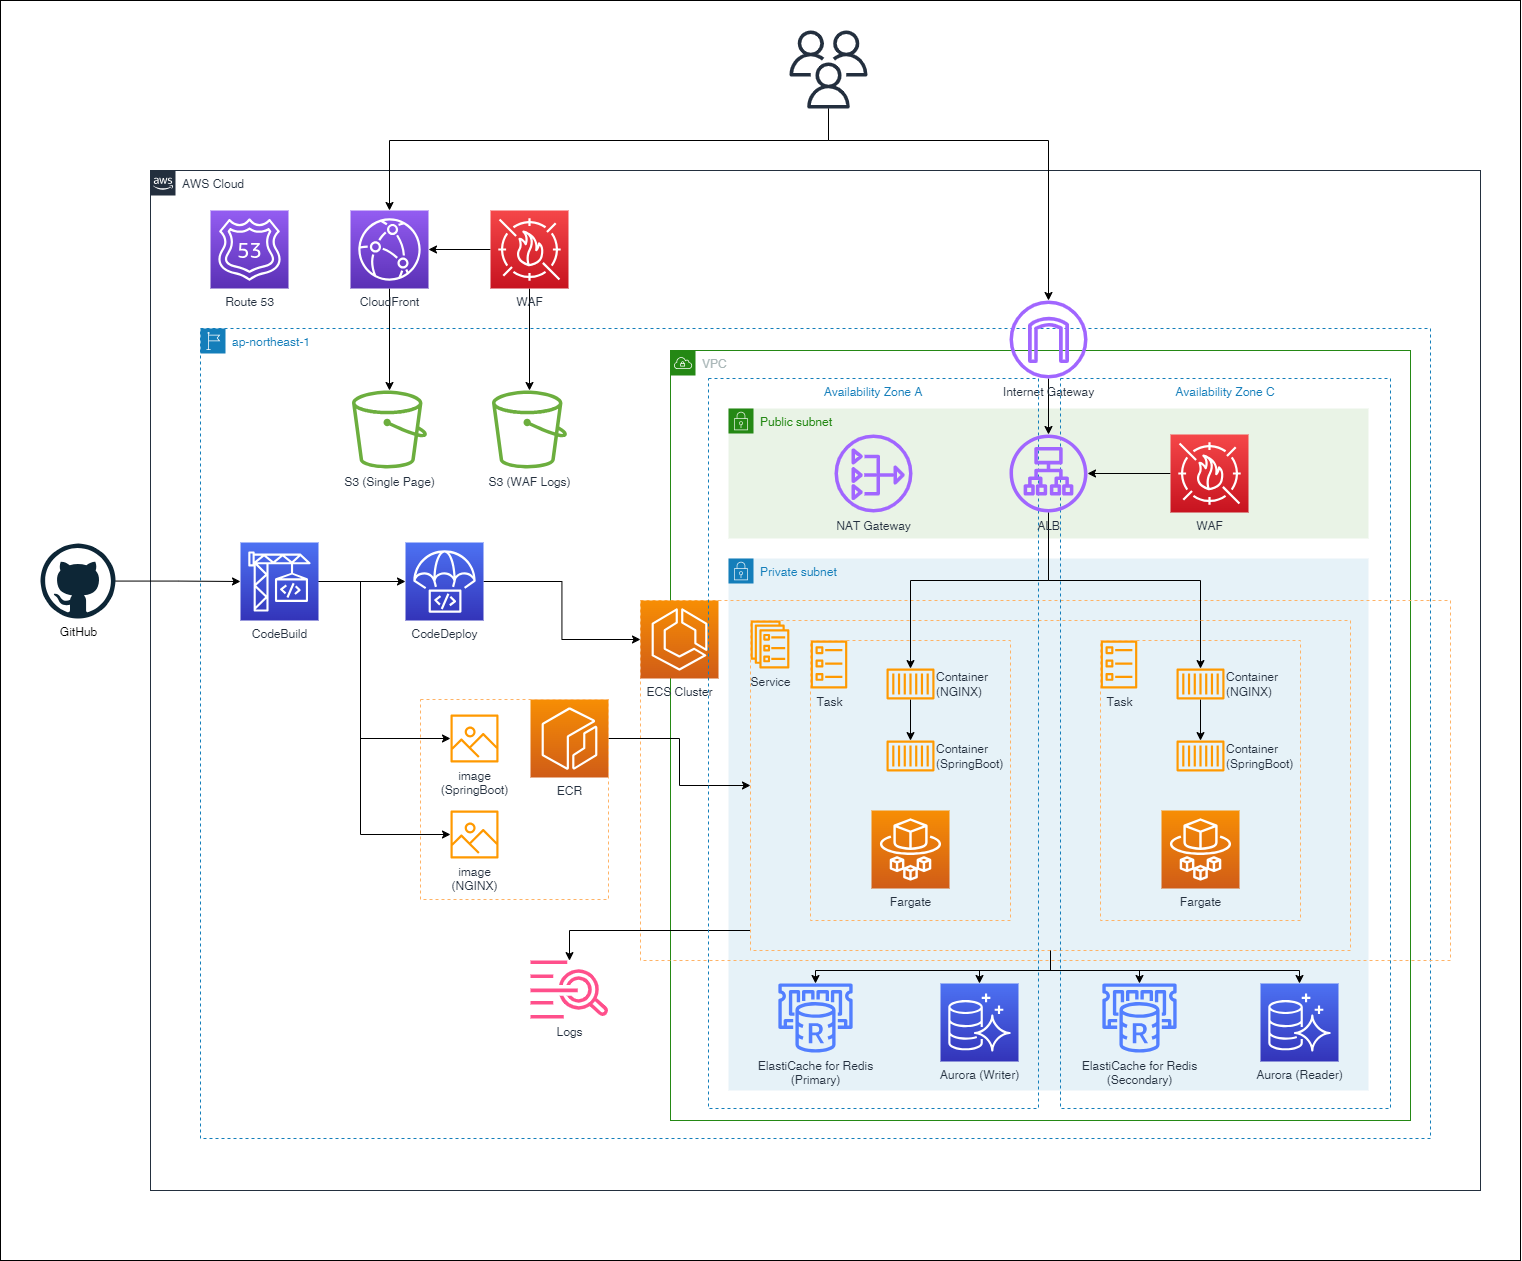 aws
AWS Cloud
53
Route 53
CloudFront
WAF
ap-northeast-1
VPC
Availability Zone A
Internet Gateway
Availability Zone C
Public subnet
S3 (Single Page)
S3 (WAF Logs)
NAT Gateway
ALB
WAF
GitHub
CodeBuild
CodeDeploy
Private subnet
ECS Cluster
Service
Task
Container
(NGINX)
Task
Container
(NGINX)
Container
(SpringBoot)
Container
(SpringBoot)
image
(SpringBoot)
ECR
image
(NGINX)
Fargate
Fargate
Logs
R
ElastiCache for Redis
(Primary)
Aurora (Writer)
R
ElastiCache for Redis
(Secondary)
Aurora (Reader)